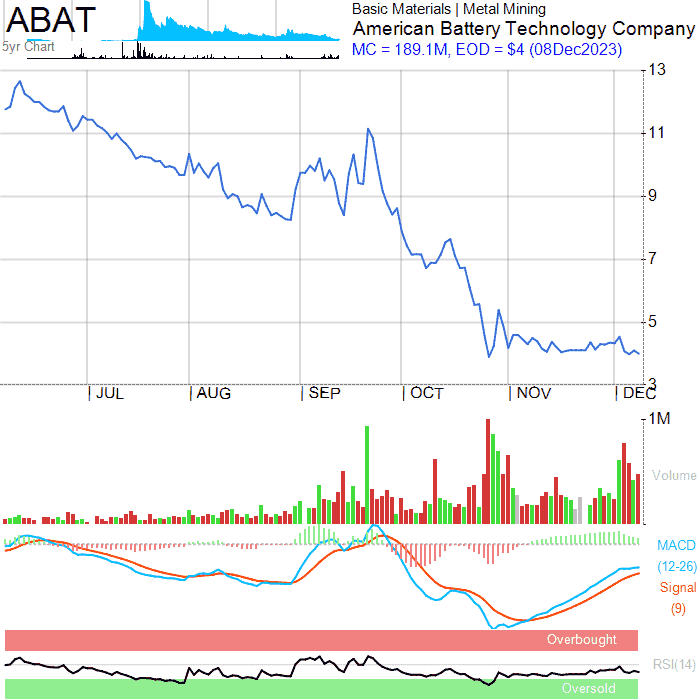 ABAT
5yr Chart
Basic Materials | Metal Mining
American Battery Technology Company
MC = 189.1M, EOD = $4 (08Dec2023)
13
11
9
7
5
3
JUL AUG SEP OCT NOV DEC
1M
Volume
MACD
(12-26)
Signal
(9)
Overbought
RSI(14)
Oversold